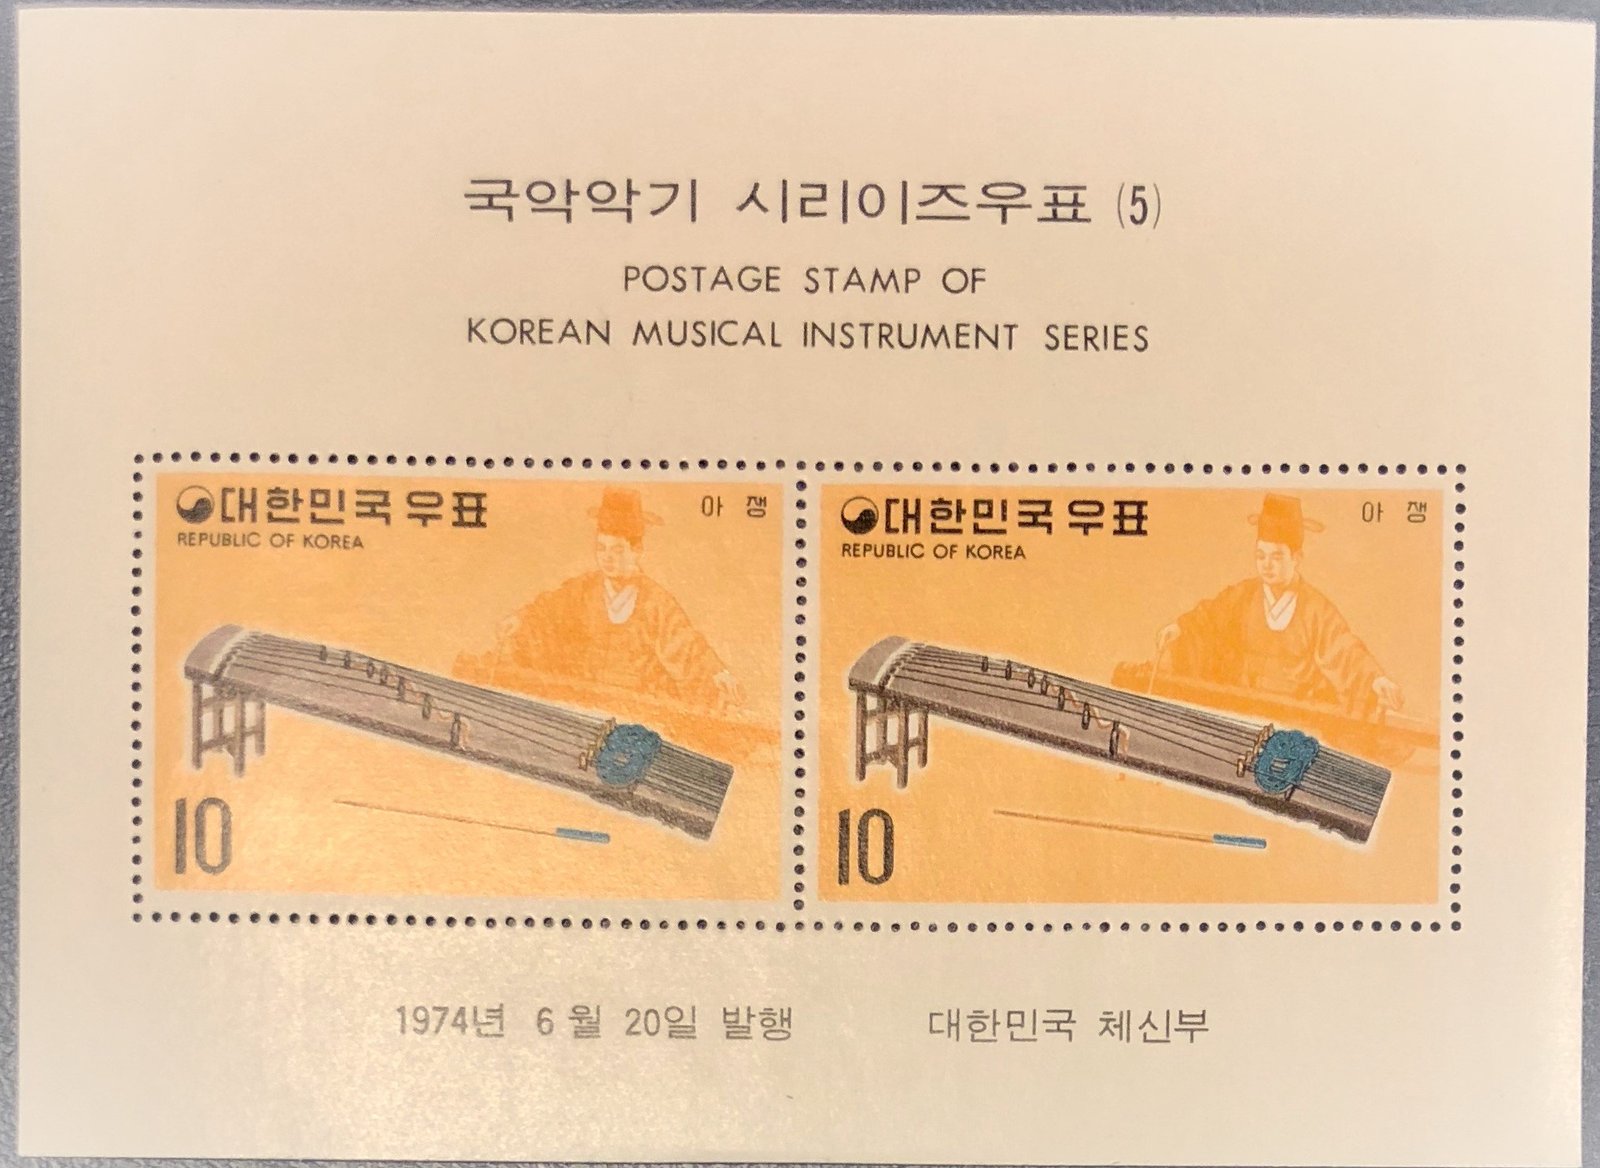 국악악기 시리이즈우표 (5)
POSTAGE STAMP OF
KOREAN MUSICAL INSTRUMENT SERIES
대한민국 우표
아 쟁
REPUBLIC OF KOREA
10
대한민국 우표
아 쟁
REPUBLIC OF KOREA
10
1974년 6월 20일 발행 대한민국 체신부